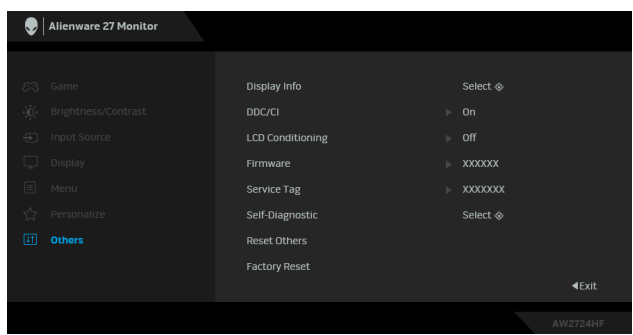 Alienware 27 Monitor
Game
Brightness/Contrast
Input Source
Display
Menu
Personalize
Others
Display Info Select
DDC/CI On
LCD Conditioning Off
Firmware XXXXXX
Service Tag XXXXXXX
Self-Diagnostic Select
Reset Others
Factory Reset
Exit
AW2724HF